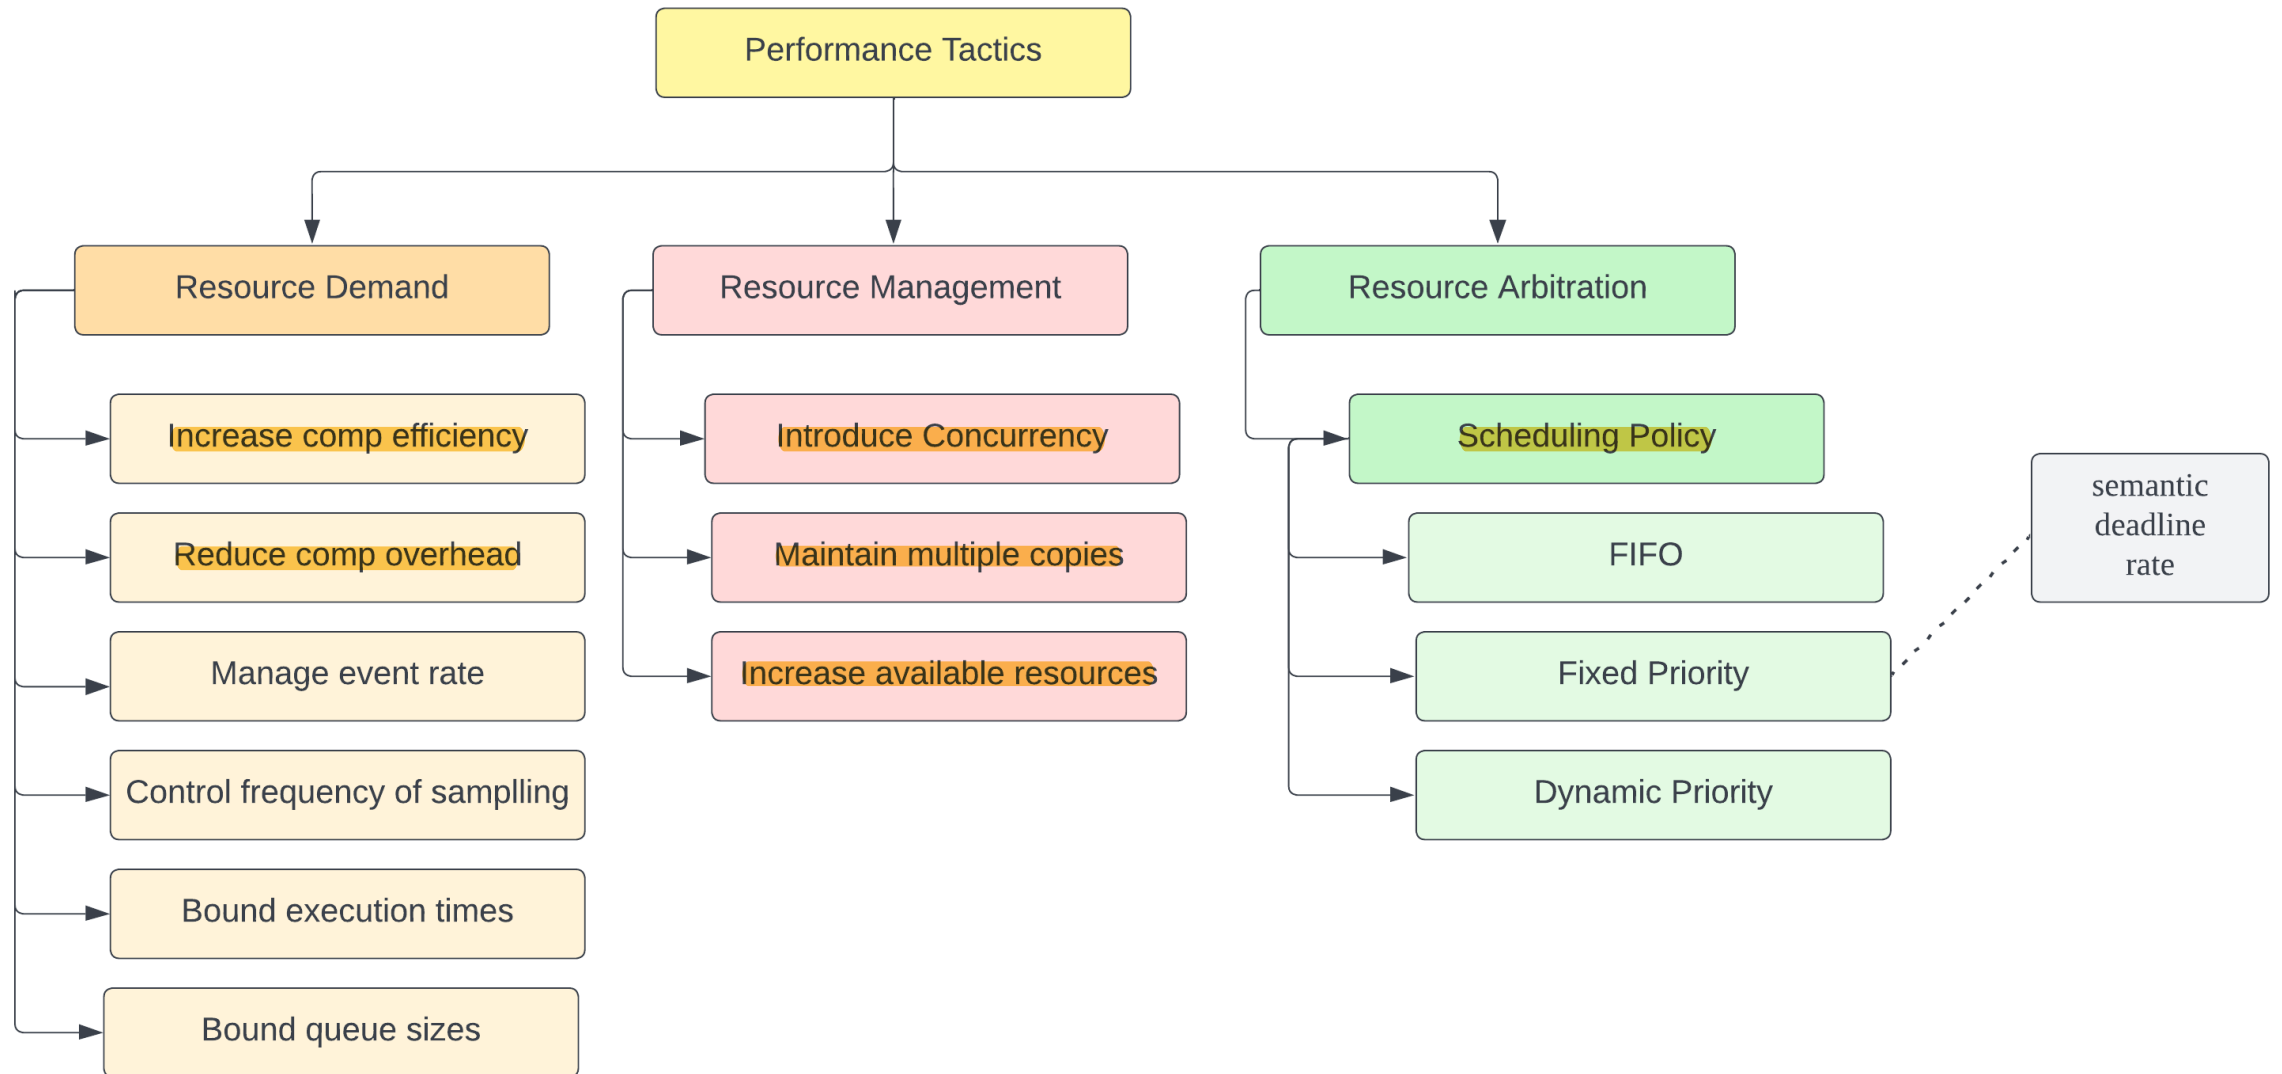 Performance Tactics
Resource Demand
Increase comp efficiency
Reduce comp overhead
Manage event rate
Control frequency of samplling
Bound execution times
Bound queue sizes
Resource Management
Introduce Concurrency
Maintain multiple copies
Increase available resources
Resource Arbitration
Scheduling Policy
FIFO
Fixed Priority
Dynamic Priority
semantic
deadline
rate